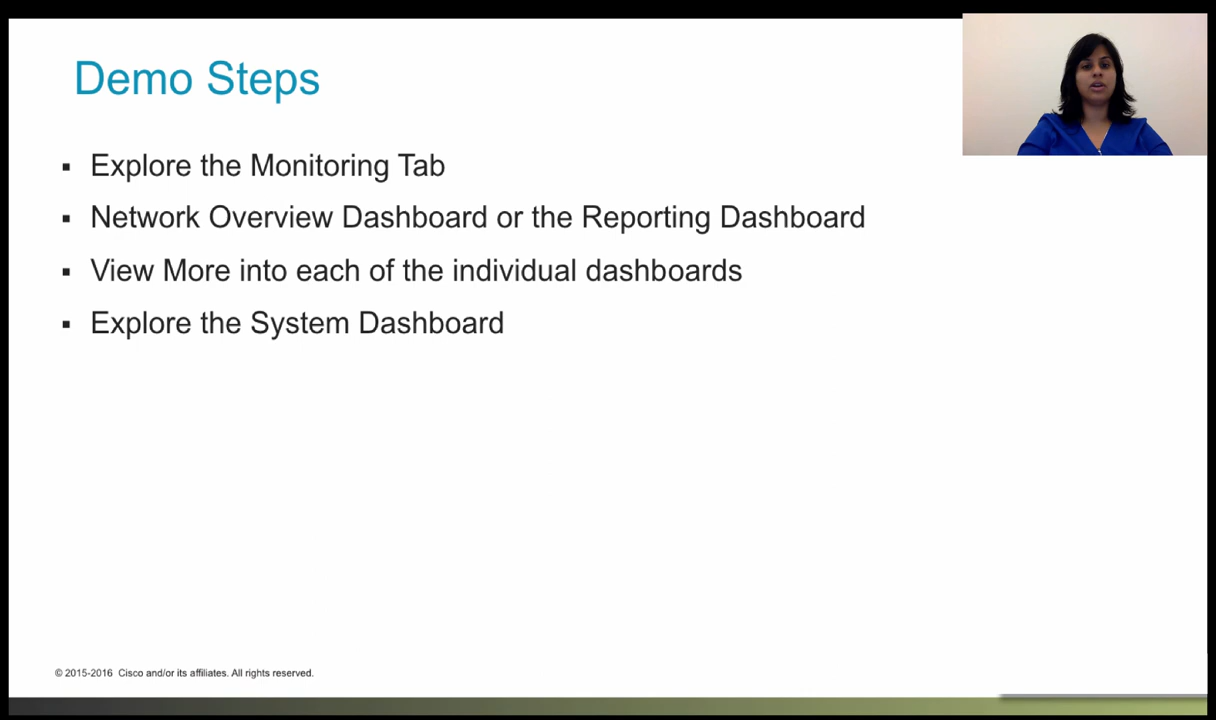 Demo Steps
▪ Explore the Monitoring Tab
▪ Network Overview Dashboard or the Reporting Dashboard
▪ View More into each of the individual dashboards
▪ Explore the System Dashboard
© 2015-2016 Cisco and/or its affiliates. All rights reserved.